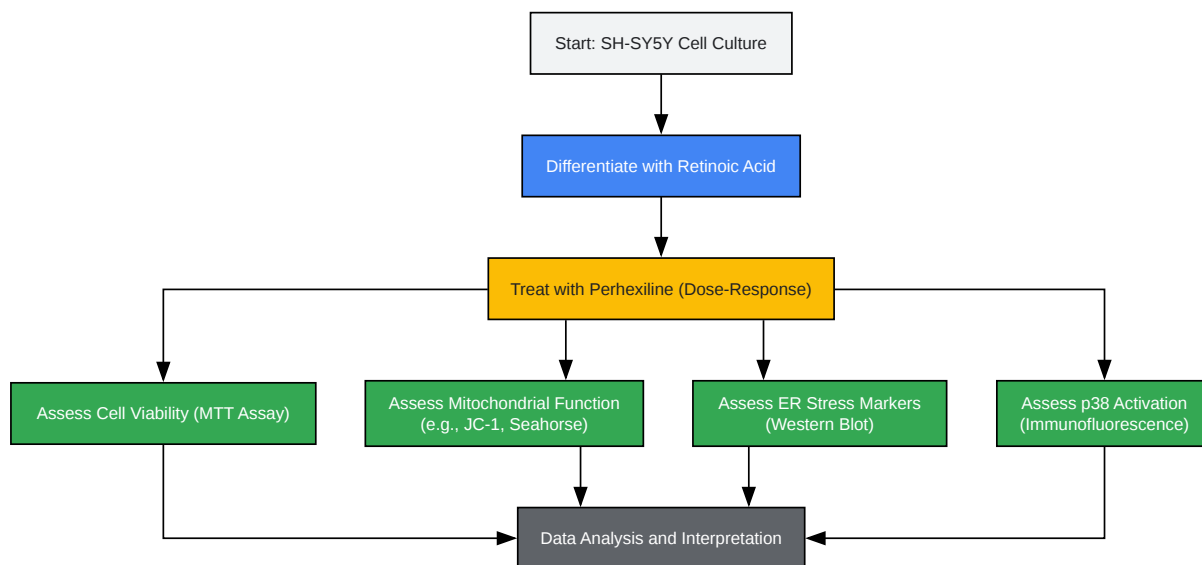 Start: SH-SY5Y Cell Culture
Differentiate with Retinoic Acid
Treat with Perhexiline (Dose-Response)
Assess Cell Viability (MTT Assay)
Assess Mitochondrial Function
(e.g., JC-1, Seahorse)
Assess ER Stress Markers
(Western Blot)
Assess p38 Activation
(Immunofluorescence)
Data Analysis and Interpretation